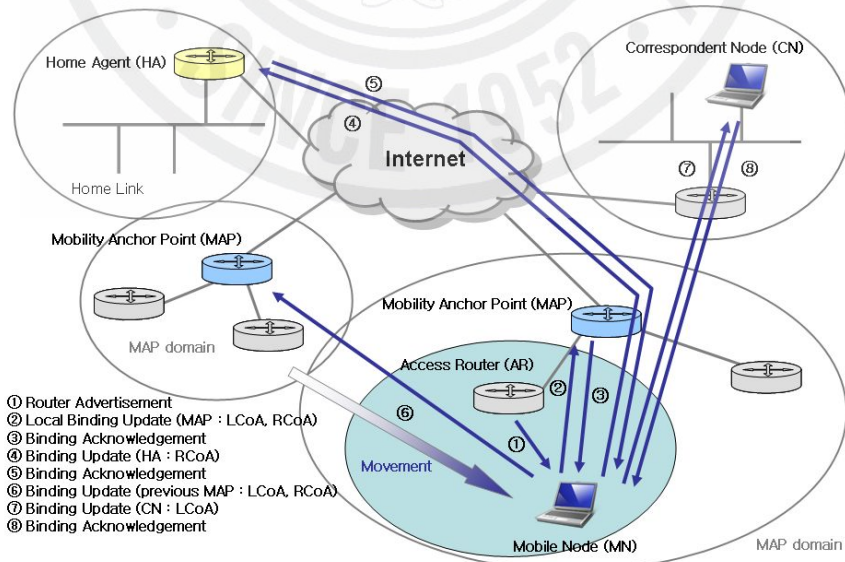 SINCE 1952
Home Agent (HA)
Correspondent Node (CN)
⑤
④
Internet
⑦
⑧
Home Link
Mobility Anchor Point (MAP)
Mobility Anchor Point (MAP)
MAP domain
Access Router (AR)
②
③
⑥
①
Movement
Mobile Node (MN)
MAP domain
① Router Advertisement
② Local Binding Update (MAP : LCoA, RCoA)
③ Binding Acknowledgement
④ Binding Update (HA : RCoA)
⑤ Binding Acknowledgement
⑥ Binding Update (previous MAP : LCoA, RCoA)
⑦ Binding Update (CN : LCoA)
⑧ Binding Acknowledgement